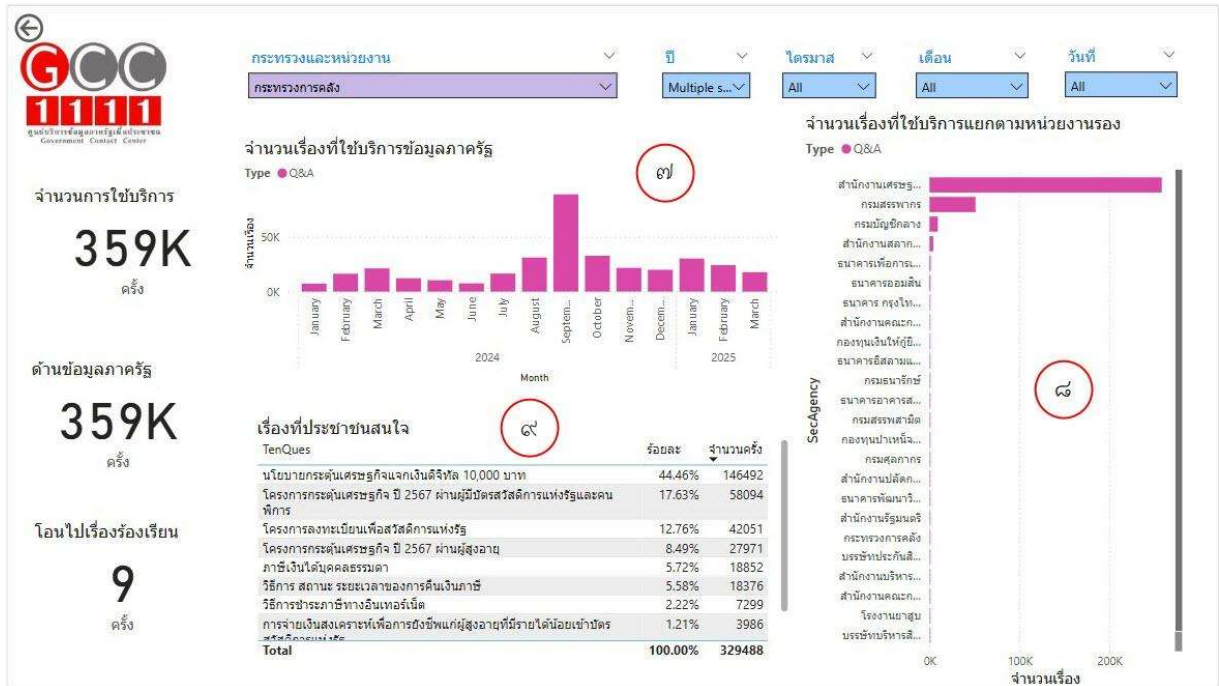 GCC
1111
ศูนย์บริการข้อมูลภาครัฐเพื่อประชาชน
Government Contact Center
กระทรวงและหน่วยงาน
กระทรวงการคลัง
ปี
Multiple s...
ไตรมาส
All
เดือน
All
วันที่
All
จำนวนการใช้บริการ
359K
ครั้ง
ด้านข้อมูลภาครัฐ
359K
ครั้ง
โอนไปเรื่องร้องเรียน
9
ครั้ง
จำนวนเรื่องที่ใช้บริการข้อมูลภาครัฐ
Type Q&A
๗
จำนวนเรื่อง
50K
0K
January
February
March
April
May
June
July
August
Septem...
October
Novem...
Decem...
January
February
March
2024
2025
Month
เรื่องที่ประชาชนสนใจ
๙
TenQues ร้อยละ จำนวนครั้ง
นโยบายกระตุ้นเศรษฐกิจแจกเงินดิจิทัล 10,000 บาท 44.46% 146492
โครงการกระตุ้นเศรษฐกิจ ปี 2567 ผ่านผู้มีบัตรสวัสดิการแห่งรัฐและคน 17.63% 58094
พิการ
โครงการลงทะเบียนเพื่อสวัสดิการแห่งรัฐ 12.76% 42051
โครงการกระตุ้นเศรษฐกิจ ปี 2567 ผ่านผู้สูงอายุ 8.49% 27971
ภาษีเงินได้บุคคลธรรมดา 5.72% 18852
วิธีการ สถานะ ระยะเวลาของการคืนเงินภาษี 5.58% 18376
วิธีการชำระภาษีทางอินเทอร์เน็ต 2.22% 7299
การจ่ายเงินสงเคราะห์เพื่อการยังชีพแก่ผู้สูงอายุที่มีรายได้น้อยเข้าบัตร 1.21% 3986
Total 100.00% 329488
จำนวนเรื่องที่ใช้บริการแยกตามหน่วยงานรอง
Type Q&A
๘
SecAgency
สำนักงานเศรษฐ...
กรมสรรพากร
กรมบัญชีกลาง
สำนักงานสลาก...
ธนาคารเพื่อการเ...
ธนาคารออมสิน
ธนาคาร กรุงไท...
สำนักงานคณะก...
กองทุนเงินให้กู้ยื...
ธนาคารอิสลามแ...
กรมธนารักษ์
ธนาคารอาคารส...
กรมสรรพสามิต
กองทุนบำเหน็จ...
กรมศุลกากร
สำนักงานปลัดก...
ธนาคารพัฒนาวิ...
สำนักงานรัฐมนตรี
กระทรวงการคลัง
บรรษัทประกันสิ...
สำนักงานบริหาร...
สำนักงานคณะก...
โรงงานยาสูบ
บรรษัทบริหารสิ...
0K
100K
200K
จำนวนเรื่อง